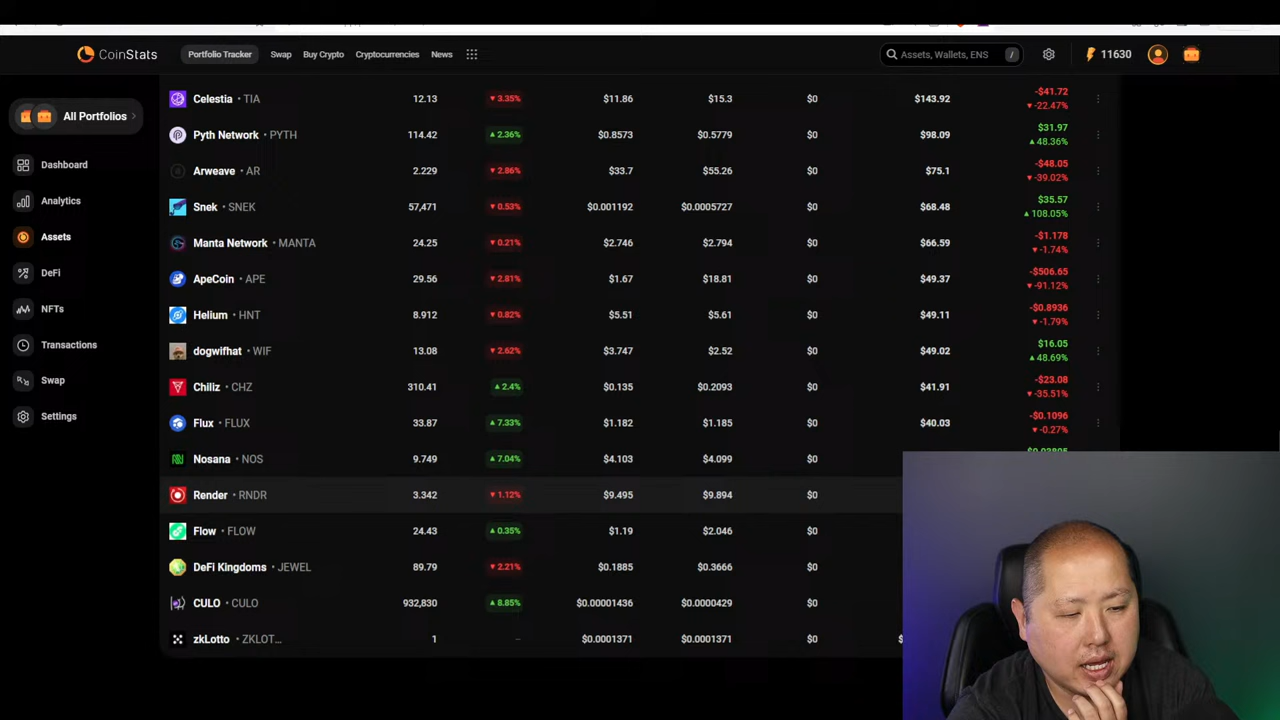 CoinStats Portfolio Tracker Swap Buy Crypto Cryptocurrencies News Assets, Wallets, ENS / 11630
All Portfolios
Dashboard
Analytics
Assets
DeFi
NFTs
Transactions
Swap
Settings
Celestia • TIA 12.13 ▼3.35% $11.86 $15.3 $0 $143.92 -$41.72 ▼-22.47%
Pyth Network • PYTH 114.42 ▲2.36% $0.8573 $0.5779 $0 $98.09 $31.97 ▲48.36%
Arweave • AR 2.229 ▼2.86% $33.7 $55.26 $0 $75.1 -$48.05 ▼-39.02%
Snek • SNEK 57,471 ▼0.53% $0.001192 $0.0005727 $0 $68.48 $35.57 ▲108.05%
Manta Network • MANTA 24.25 ▼0.21% $2.746 $2.794 $0 $66.59 -$1.178 ▼-1.74%
ApeCoin • APE 29.56 ▼2.81% $1.67 $18.81 $0 $49.37 -$506.65 ▼-91.12%
Helium • HNT 8.912 ▼0.82% $5.51 $5.61 $0 $49.11 -$0.8936 ▼-1.79%
dogwifhat • WIF 13.08 ▼2.62% $3.747 $2.52 $0 $49.02 $16.05 ▲48.69%
Chiliz • CHZ 310.41 ▲2.4% $0.135 $0.2093 $0 $41.91 -$23.08 ▼-35.51%
Flux • FLUX 33.87 ▲7.33% $1.182 $1.185 $0 $40.03 -$0.1096 ▼-0.27%
Nosana • NOS 9.749 ▲7.04% $4.103 $4.099 $0
Render • RNDR 3.342 ▼1.12% $9.495 $9.894 $0
Flow • FLOW 24.43 ▲0.35% $1.19 $2.046 $0
DeFi Kingdoms • JEWEL 89.79 ▼2.21% $0.1885 $0.3666 $0
CULO • CULO 932,830 ▲8.85% $0.00001436 $0.0000429 $0
zkLotto • ZKLOT... 1 – $0.0001371 $0.0001371 $0